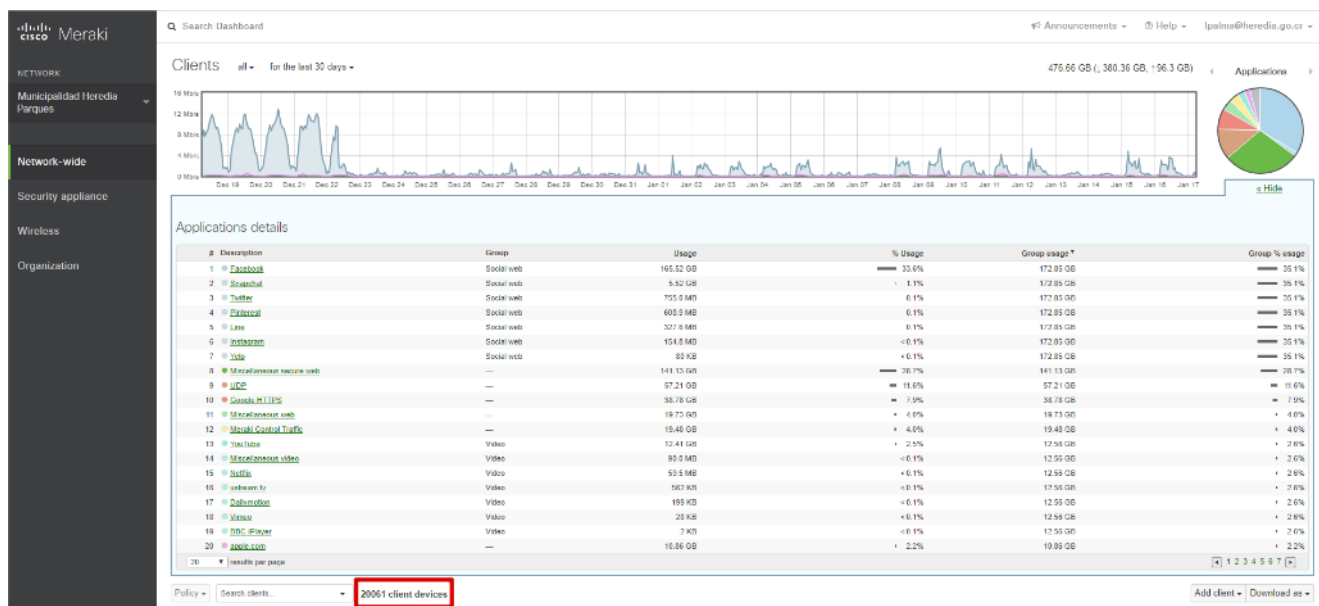 cisco Meraki
Search Dashboard
Announcements
Help
lpalma@heredia.go.cr
NETWORK
Municipalidad Heredia
Parques
Network-wide
Security appliance
Wireless
Organization
Clients all for the last 30 days
476.66 GB (↓ 380.36 GB, ↑96.3 GB)
Applications
16 Mb/s
12 Mb/s
8 Mb/s
4 Mb/s
0 Mb/s
Dec 19 Dec 20 Dec 21 Dec 22 Dec 23 Dec 24 Dec 25 Dec 26 Dec 27 Dec 28 Dec 29 Dec 30 Dec 31 Jan 01 Jan 02 Jan 03 Jan 04 Jan 05 Jan 06 Jan 07 Jan 08 Jan 09 Jan 10 Jan 11 Jan 12 Jan 13 Jan 14 Jan 15 Jan 16 Jan 17
« Hide
Applications details
# Description Group Usage % Usage Group usage ▼ Group % usage
1 Facebook Social web 165.52 GB 33.6% 172.85 GB 35.1%
2 Snapchat Social web 5.52 GB 1.1% 172.85 GB 35.1%
3 Twitter Social web 755.0 MB 0.1% 172.85 GB 35.1%
4 Pinterest Social web 608.9 MB 0.1% 172.85 GB 35.1%
5 Line Social web 327.6 MB 0.1% 172.85 GB 35.1%
6 Instagram Social web 154.8 MB <0.1% 172.85 GB 35.1%
7 Yelp Social web 80 KB <0.1% 172.85 GB 35.1%
8 Miscellaneous secure web — 141.13 GB 28.7% 141.13 GB 28.7%
9 UDP — 57.21 GB 11.6% 57.21 GB 11.6%
10 Google HTTPS — 38.78 GB 7.9% 38.78 GB 7.9%
11 Miscellaneous web — 19.73 GB 4.0% 19.73 GB 4.0%
12 Meraki Control Traffic — 19.48 GB 4.0% 19.48 GB 4.0%
13 YouTube Video 12.41 GB 2.5% 12.56 GB 2.6%
14 Miscellaneous video Video 90.0 MB <0.1% 12.56 GB 2.6%
15 Netflix Video 59.5 MB <0.1% 12.56 GB 2.6%
16 ustream.tv Video 562 KB <0.1% 12.56 GB 2.6%
17 Dailymotion Video 199 KB <0.1% 12.56 GB 2.6%
18 Vimeo Video 28 KB <0.1% 12.56 GB 2.6%
19 BBC iPlayer Video 2 KB <0.1% 12.56 GB 2.6%
20 apple.com — 10.86 GB 2.2% 10.86 GB 2.2%
20 results per page
1 2 3 4 5 6 7
Policy Search clients... 20061 client devices Add client Download as